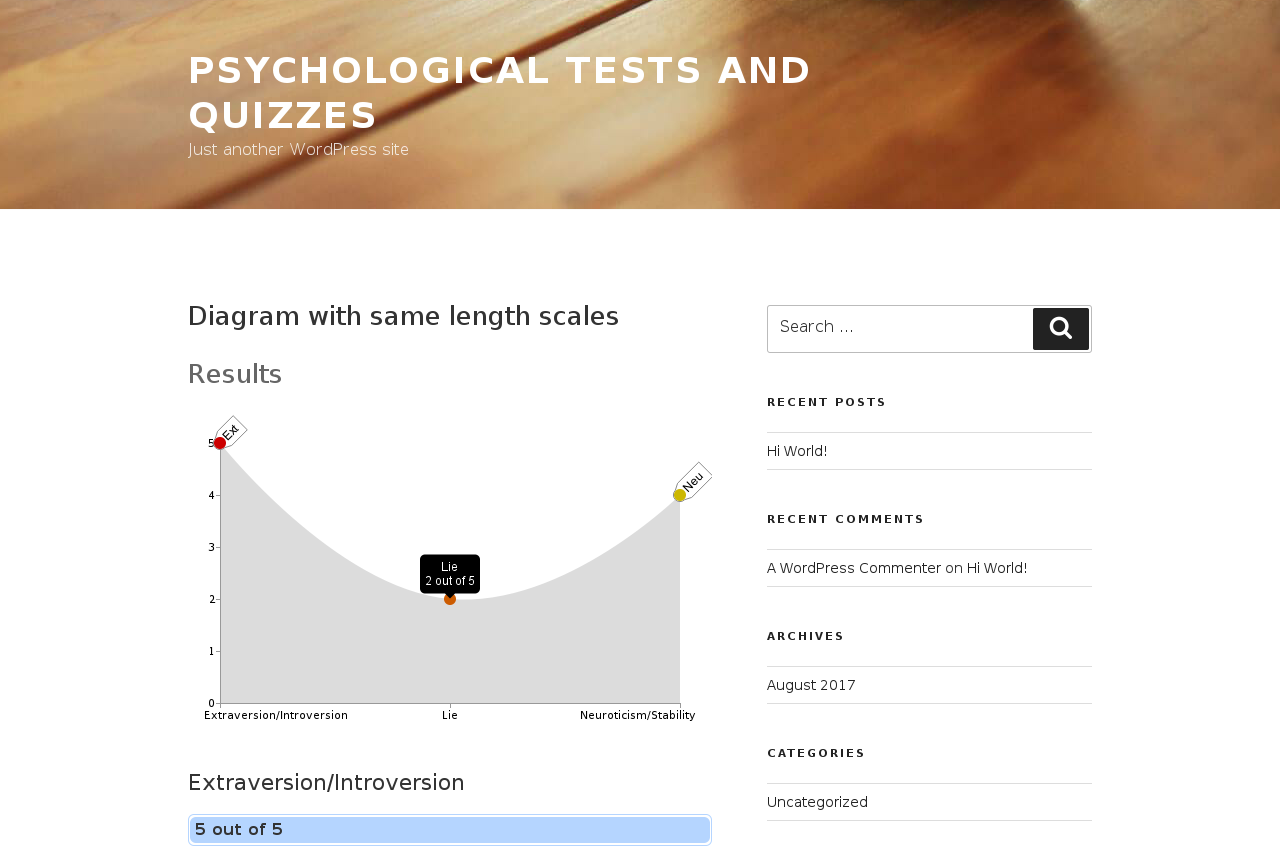 PSYCHOLOGICAL TESTS AND
QUIZZES
Just another WordPress site
Diagram with same length scales
Results
Ext
5
Neu
4
3
Lie
2 out of 5
2
1
0
Extraversion/Introversion
Lie
Neuroticism/Stability
Extraversion/Introversion
5 out of 5
Search …
RECENT POSTS
Hi World!
RECENT COMMENTS
A WordPress Commenter on Hi World!
ARCHIVES
August 2017
CATEGORIES
Uncategorized